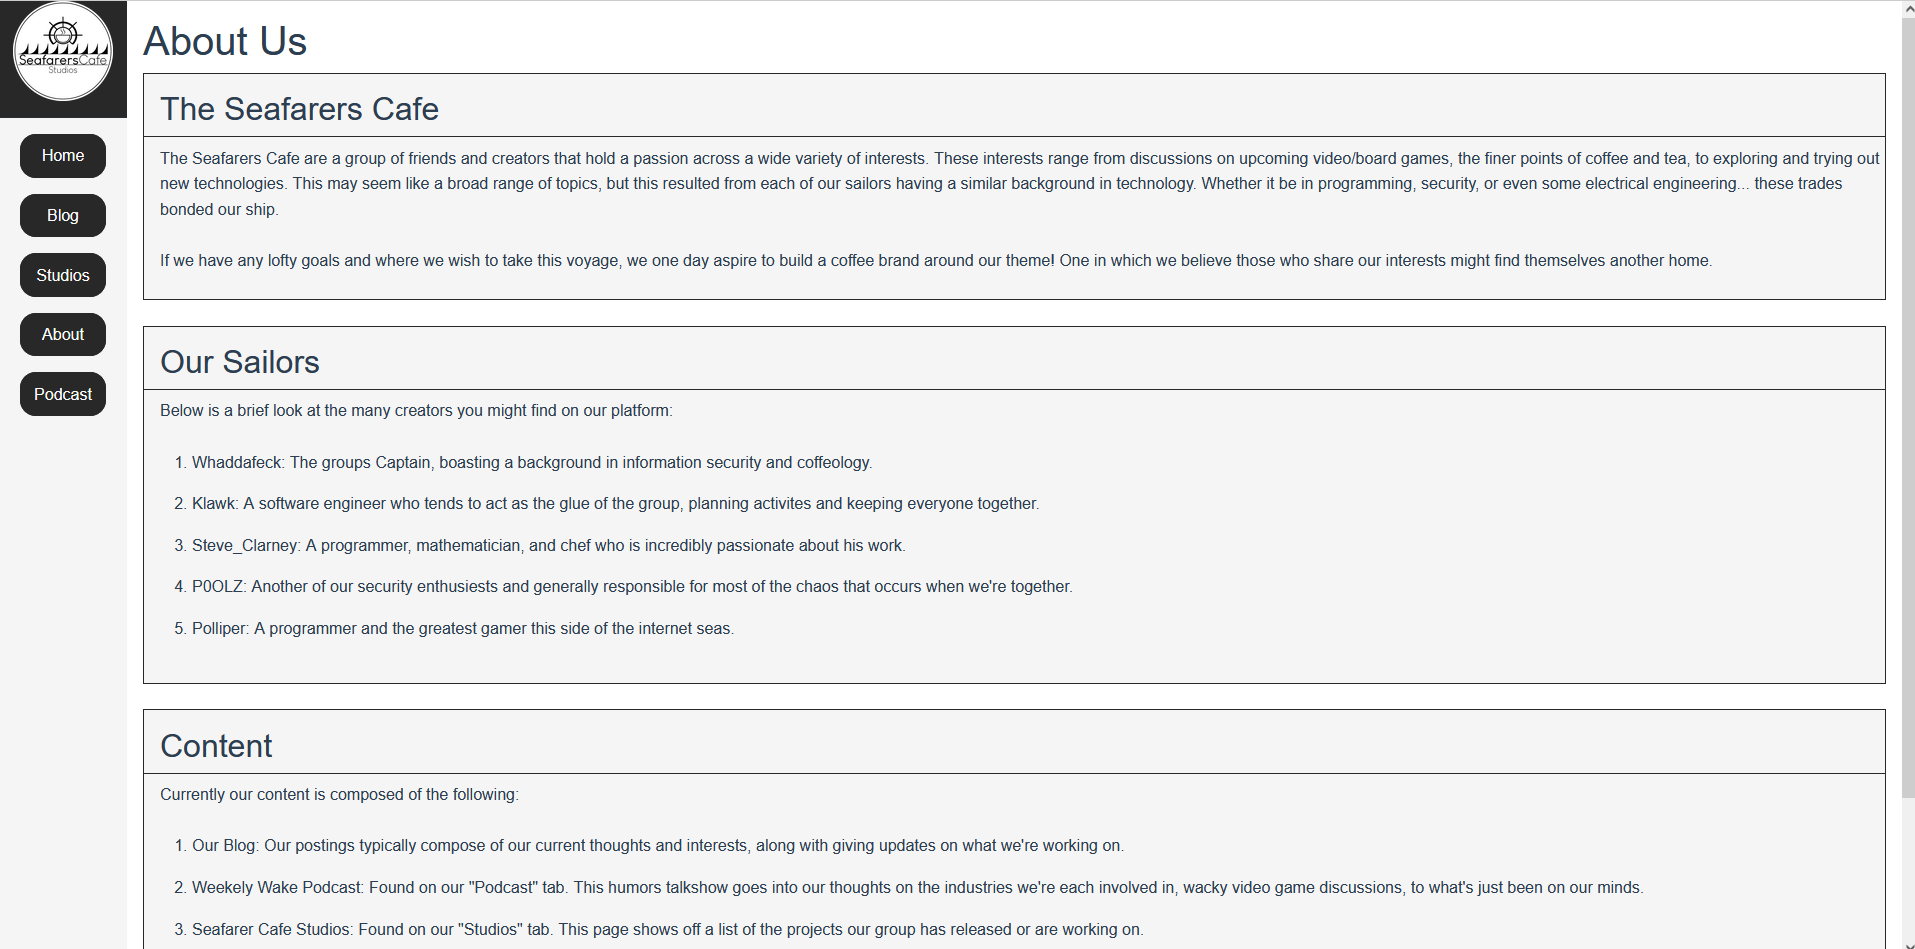 SeafarersCafe
Studios
Home
Blog
Studios
About
Podcast
About Us
The Seafarers Cafe
The Seafarers Cafe are a group of friends and creators that hold a passion across a wide variety of interests. These interests range from discussions on upcoming video/board games, the finer points of coffee and tea, to exploring and trying out
new technologies. This may seem like a broad range of topics, but this resulted from each of our sailors having a similar background in technology. Whether it be in programming, security, or even some electrical engineering... these trades
bonded our ship.
If we have any lofty goals and where we wish to take this voyage, we one day aspire to build a coffee brand around our theme! One in which we believe those who share our interests might find themselves another home.
Our Sailors
Below is a brief look at the many creators you might find on our platform:
1. Whaddafeck: The groups Captain, boasting a background in information security and coffeology.
2. Klawk: A software engineer who tends to act as the glue of the group, planning activites and keeping everyone together.
3. Steve_Clarney: A programmer, mathematician, and chef who is incredibly passionate about his work.
4. P0OLZ: Another of our security enthusiests and generally responsible for most of the chaos that occurs when we're together.
5. Polliper: A programmer and the greatest gamer this side of the internet seas.
Content
Currently our content is composed of the following:
1. Our Blog: Our postings typically compose of our current thoughts and interests, along with giving updates on what we're working on.
2. Weekely Wake Podcast: Found on our "Podcast" tab. This humors talkshow goes into our thoughts on the industries we're each involved in, wacky video game discussions, to what's just been on our minds.
3. Seafarer Cafe Studios: Found on our "Studios" tab. This page shows off a list of the projects our group has released or are working on.